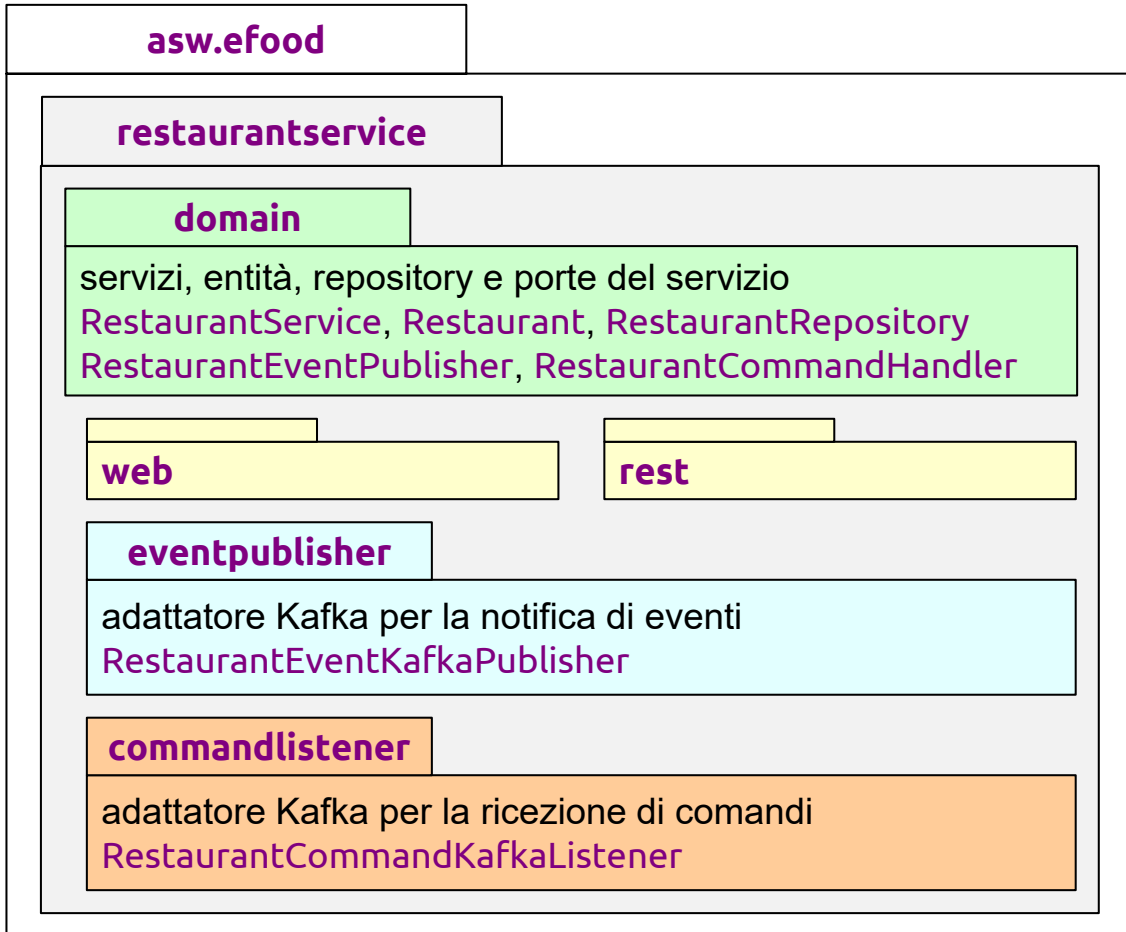 asw.efood
restaurantservice
domain
servizi, entità, repository e porte del servizio
RestaurantService, Restaurant, RestaurantRepository
RestaurantEventPublisher, RestaurantCommandHandler
web
rest
eventpublisher
adattatore Kafka per la notifica di eventi
RestaurantEventKafkaPublisher
commandlistener
adattatore Kafka per la ricezione di comandi
RestaurantCommandKafkaListener